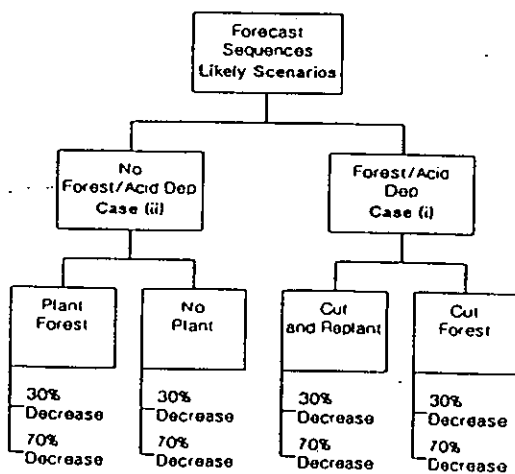 Forecast
Sequences
Likely Scenarios
No
Forest/Acid Dep
Case (ii)
Forest/Acid
Dep
Case (i)
Plant
Forest
No
Plant
Cut
and Replant
Cut
Forest
30%
Decrease
70%
Decrease
30%
Decrease
70%
Decrease
30%
Decrease
70%
Decrease
30%
Decrease
70%
Decrease